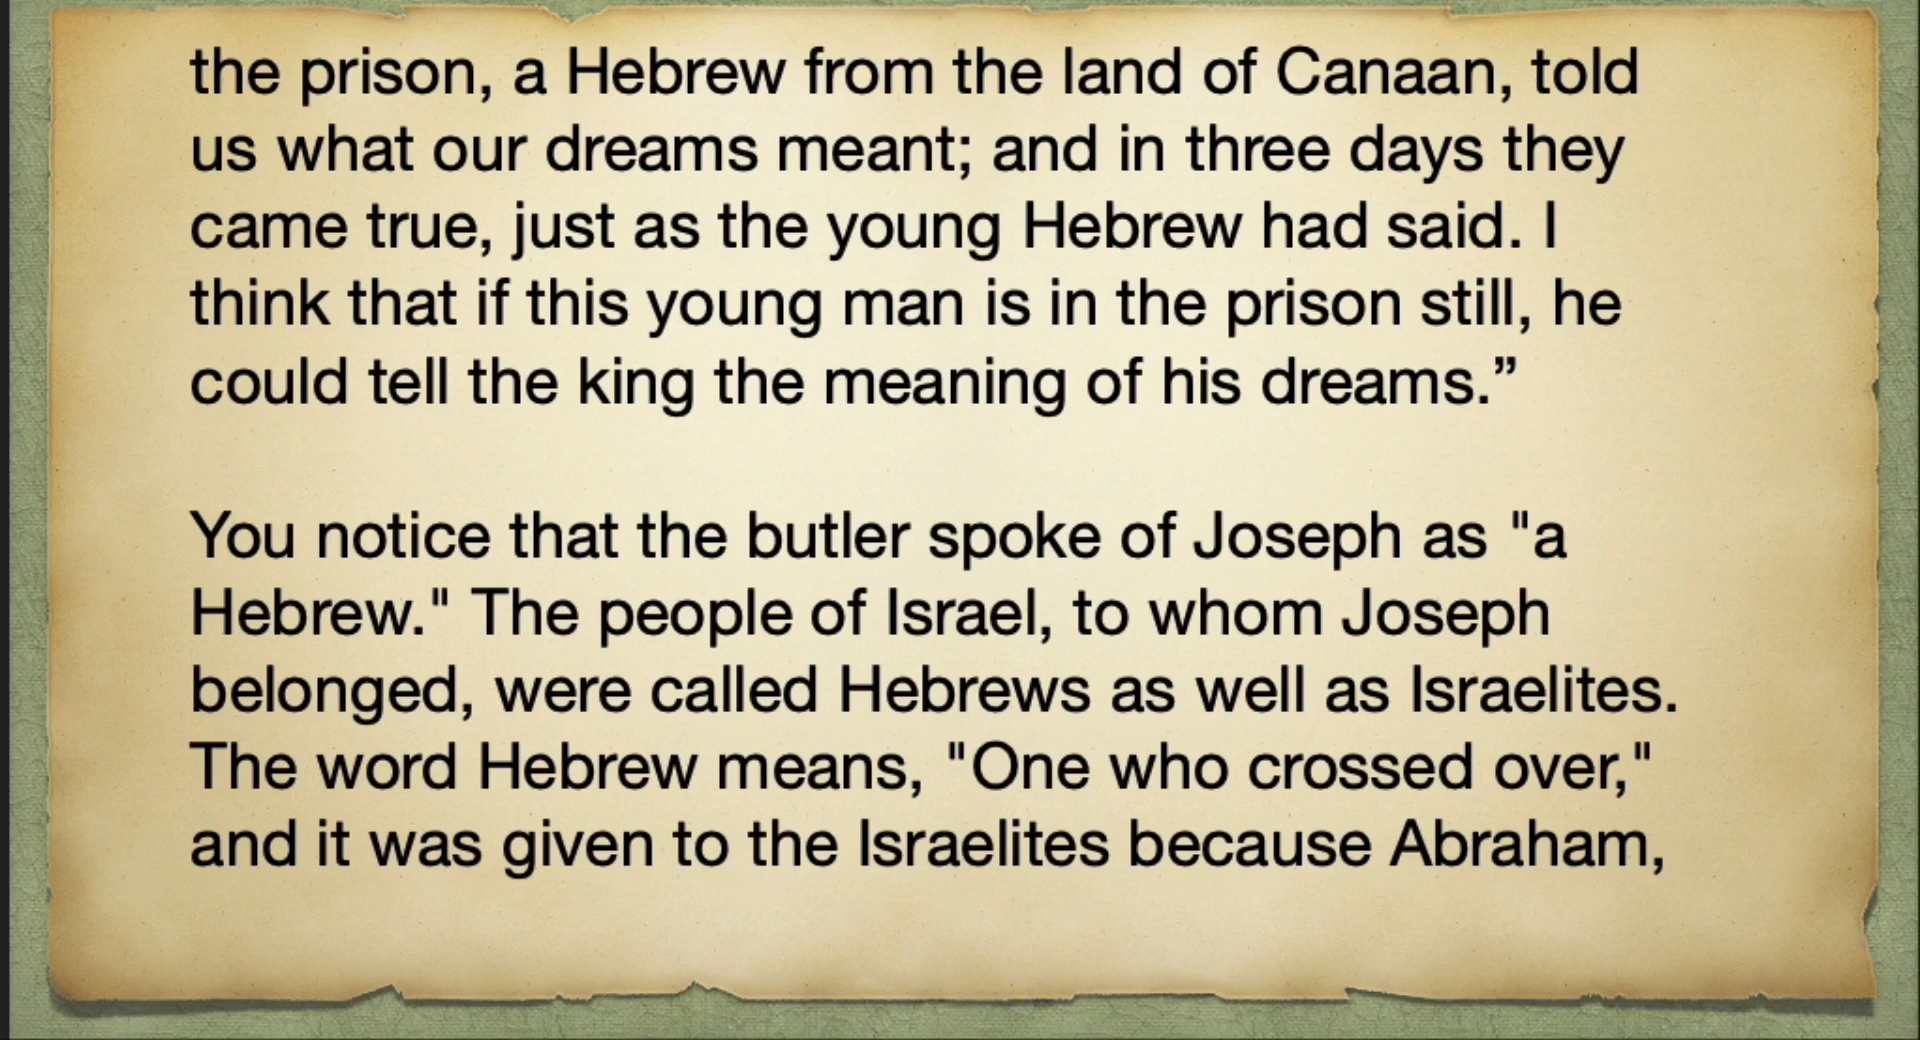 the prison, a Hebrew from the land of Canaan, told
us what our dreams meant; and in three days they
came true, just as the young Hebrew had said. I
think that if this young man is in the prison still, he
could tell the king the meaning of his dreams.”
You notice that the butler spoke of Joseph as "a
Hebrew." The people of Israel, to whom Joseph
belonged, were called Hebrews as well as Israelites.
The word Hebrew means, "One who crossed over,"
and it was given to the Israelites because Abraham,